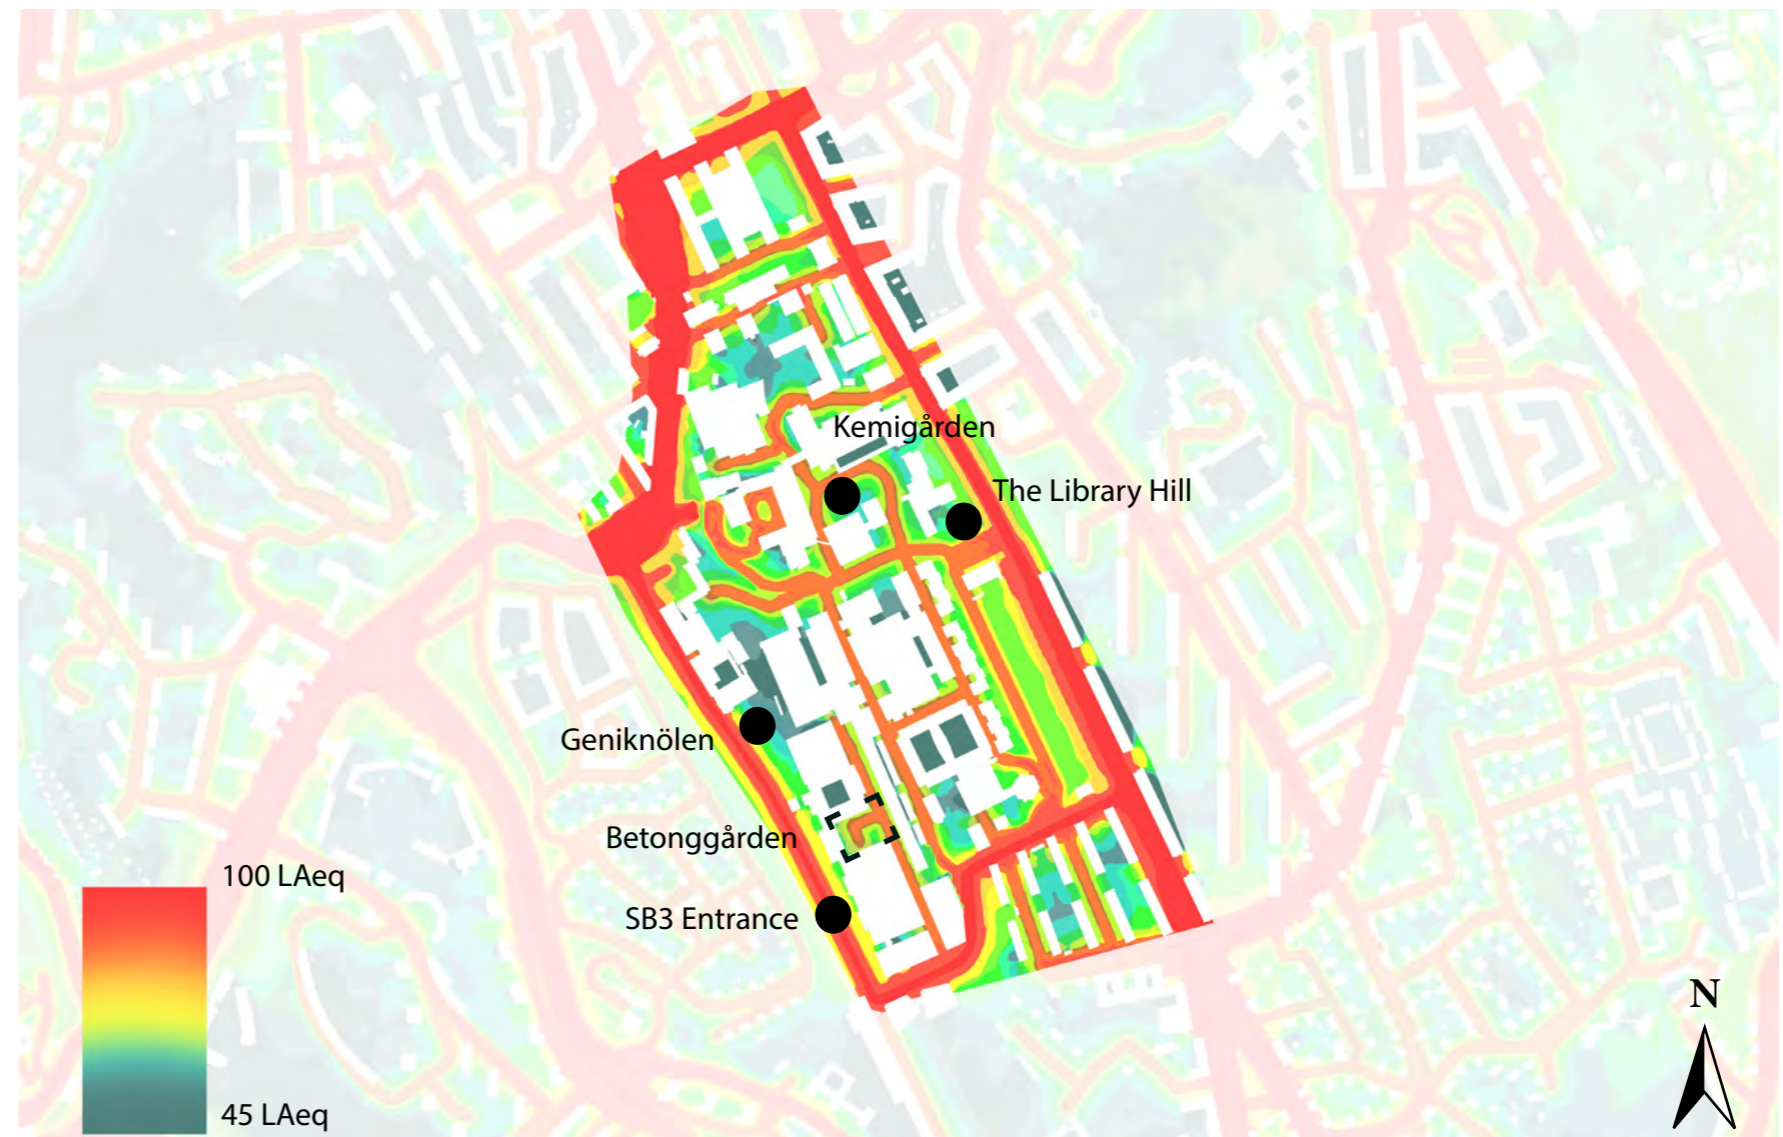 Kemigården
The Library Hill
Geniknölen
Betonggården
100 LAeq
SB3 Entrance
N
45 LAeq